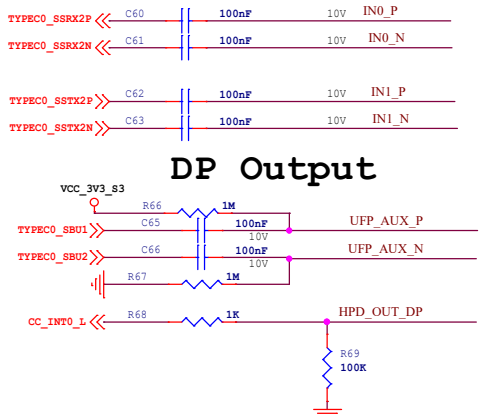 TYPEC0_SSRX2P C60 100nF 10V IN0_P
TYPEC0_SSRX2N C61 100nF 10V IN0_N
TYPEC0_SSTX2P C62 100nF 10V IN1_P
TYPEC0_SSTX2N C63 100nF 10V IN1_N
DP Output
VCC_3V3_S3
R66 1M
TYPEC0_SBU1 C65 100nF UFP_AUX_P
10V
TYPEC0_SBU2 C66 100nF UFP_AUX_N
10V
R67 1M
CC_INT0_L R68 1K HPD_OUT_DP
R69
100K